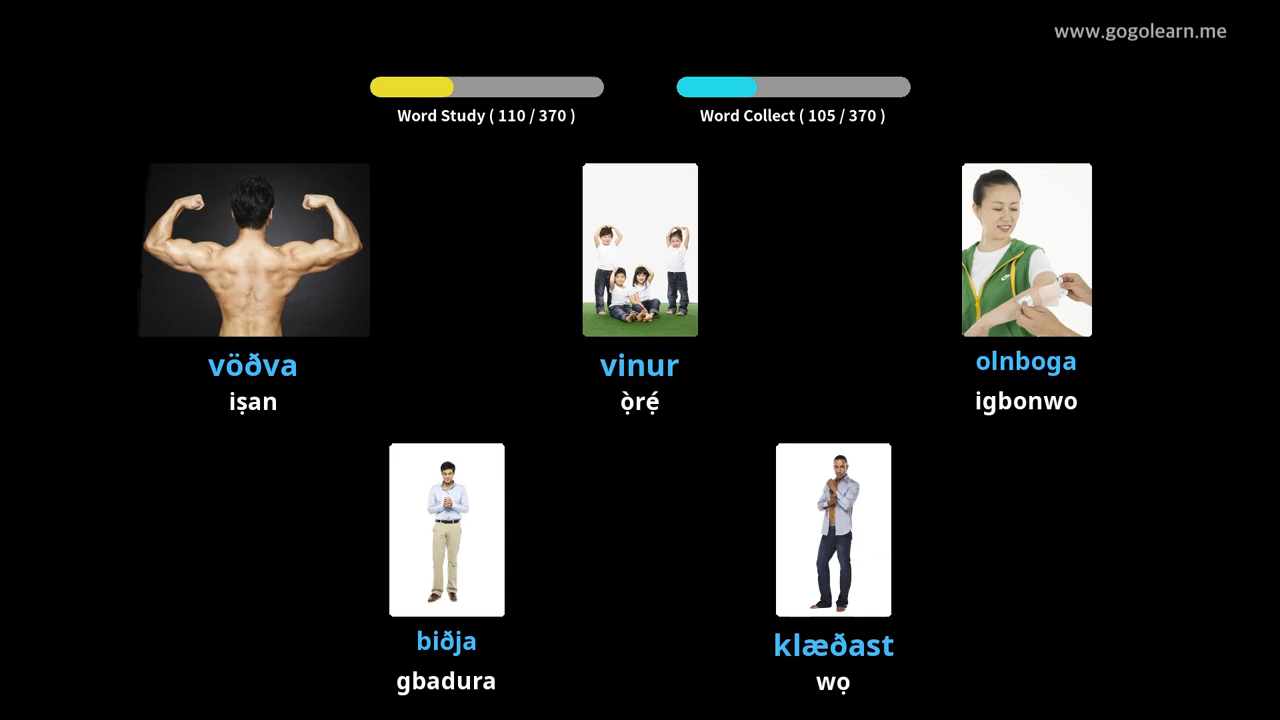 www.gogolearn.me
Word Study ( 110 / 370 )
Word Collect ( 105 / 370 )
vöðva
iṣan
vinur
ọ̀rẹ́
olnboga
igbonwo
biðja
gbadura
klæðast
wọ